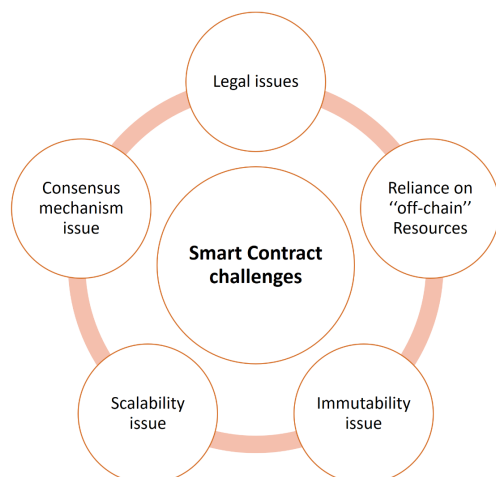 Legal issues
Reliance on
‘‘off-chain’’
Resources
Immutability
issue
Scalability
issue
Consensus
mechanism
issue
Smart Contract
challenges